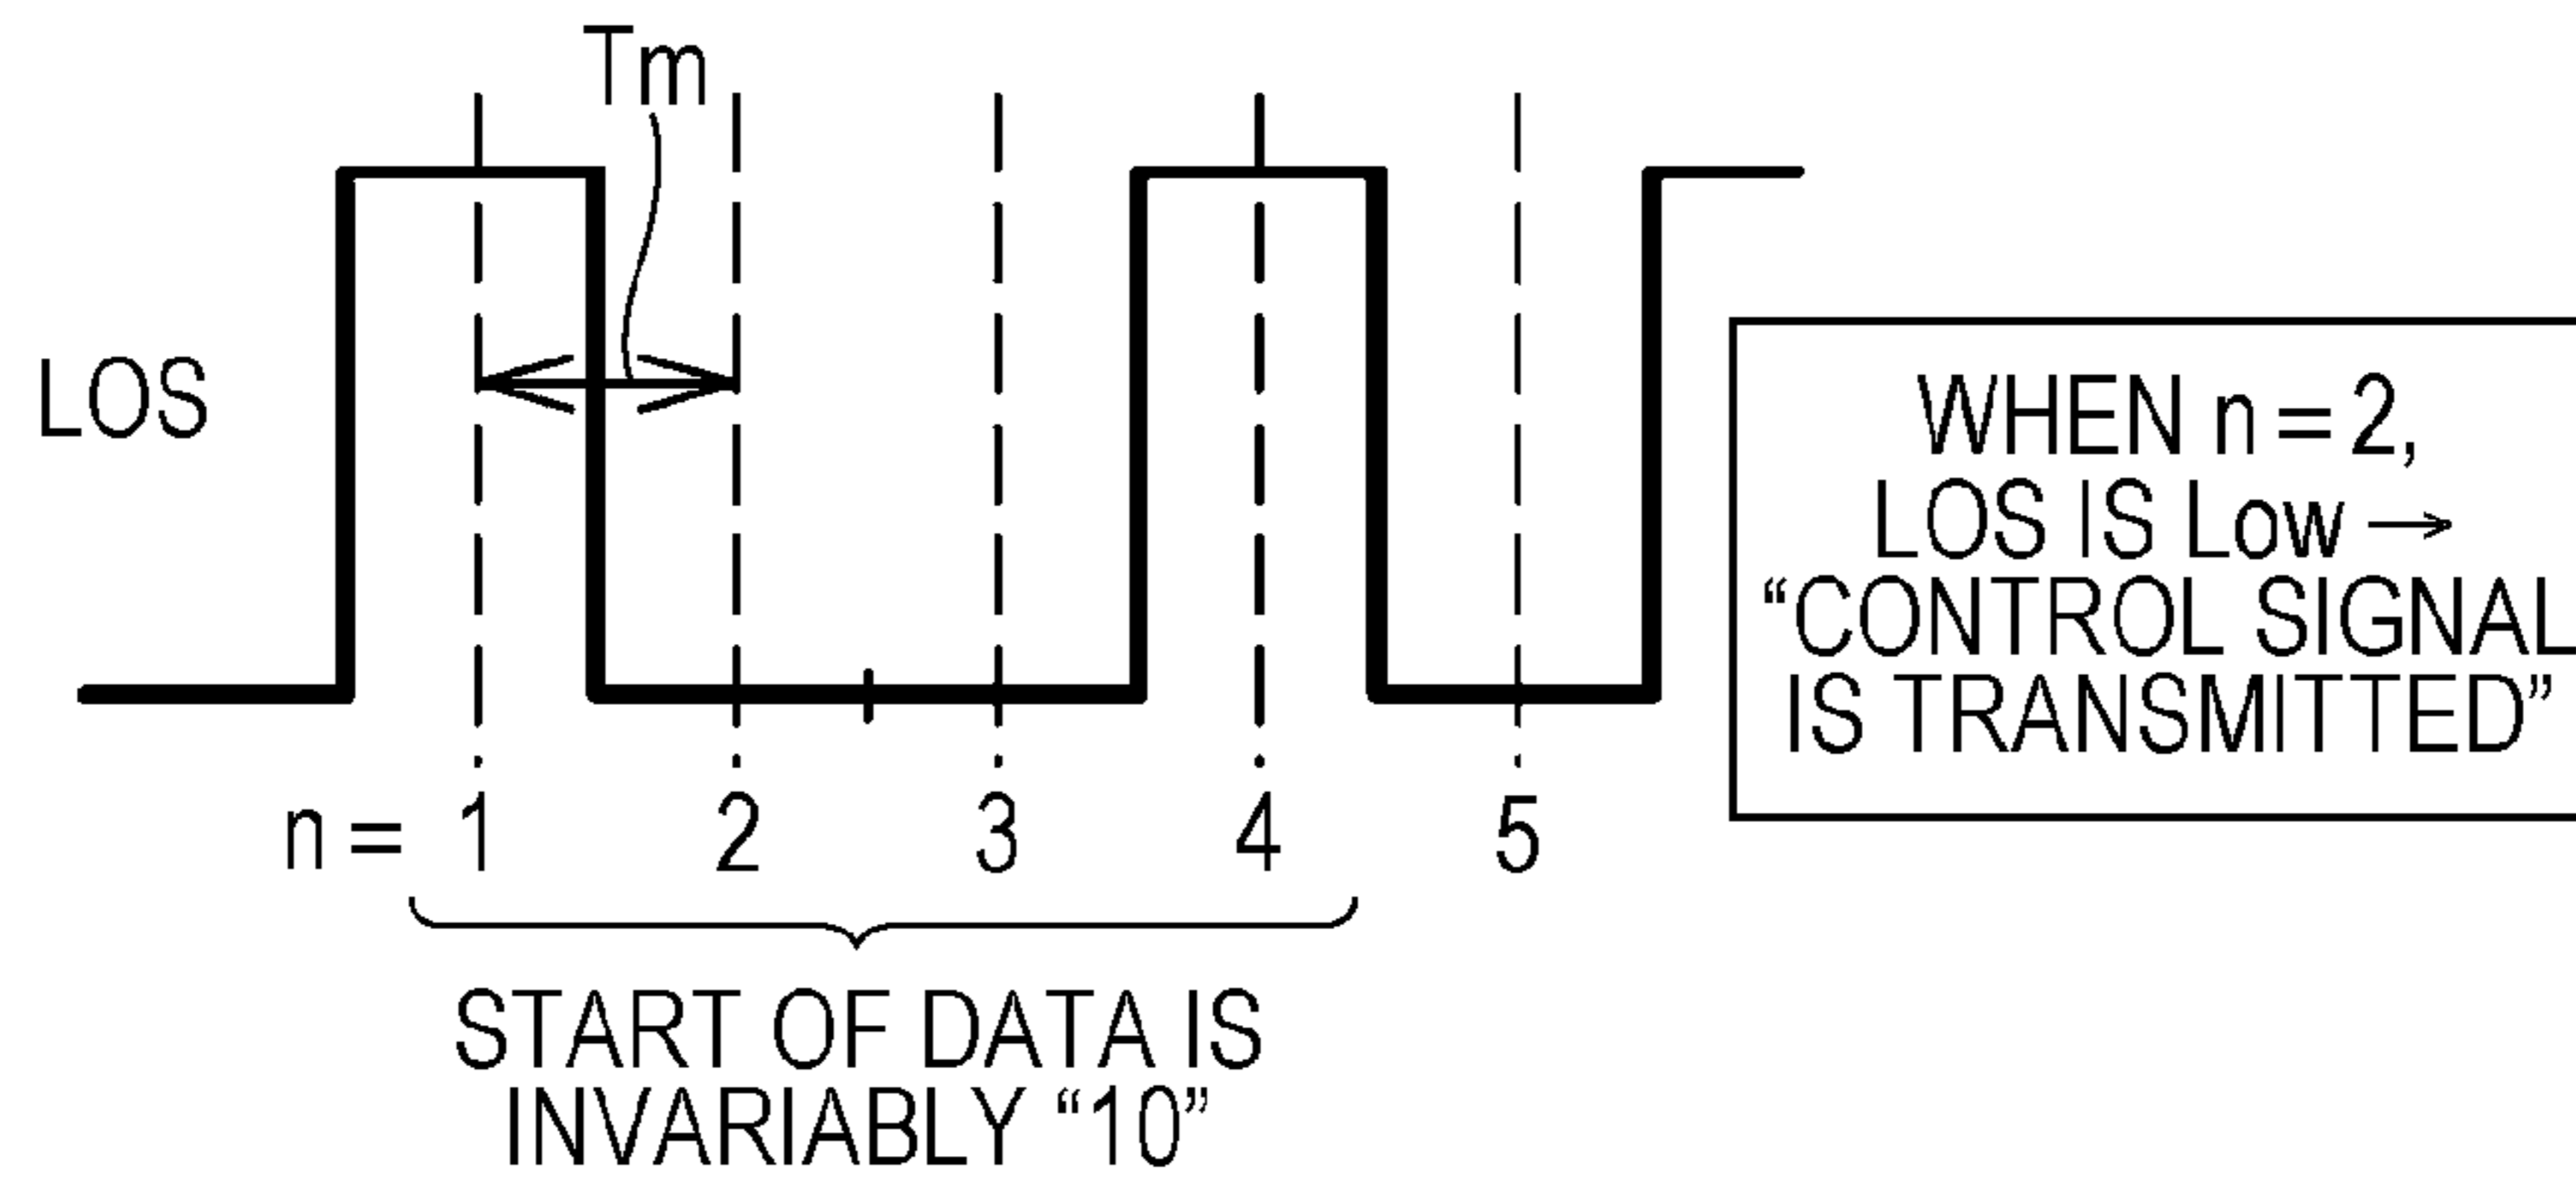 Tm
LOS
WHEN n = 2,
LOS IS Low →
“CONTROL SIGNAL
IS TRANSMITTED”
n = 1 2 3 4 5
START OF DATA IS
INVARIABLY “10”